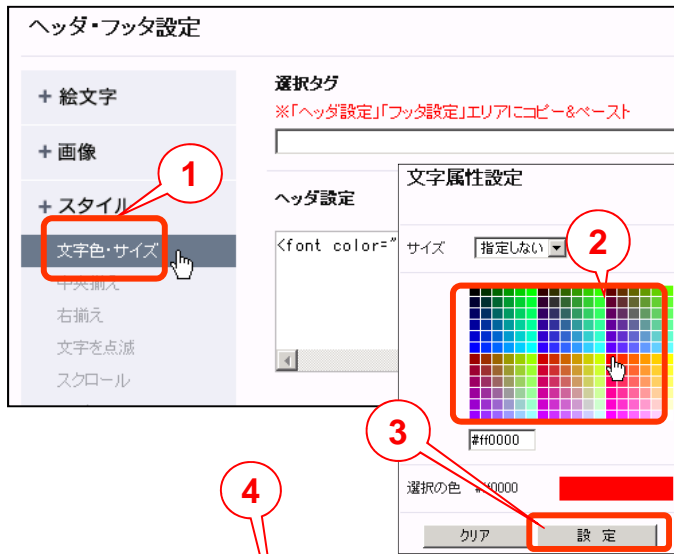 ヘッダ・フッタ設定
+ 絵文字
+ 画像
+ スタイル
文字色・サイズ
中央揃え
右揃え
文字を点滅
スクロール
選択タグ
※「ヘッダ設定」「フッタ設定」エリアにコピー&ペースト
ヘッダ設定
<font color="
文字属性設定
サイズ 指定しない
#ff0000
選択の色 #ff0000
クリア 設 定
1
2
3
4